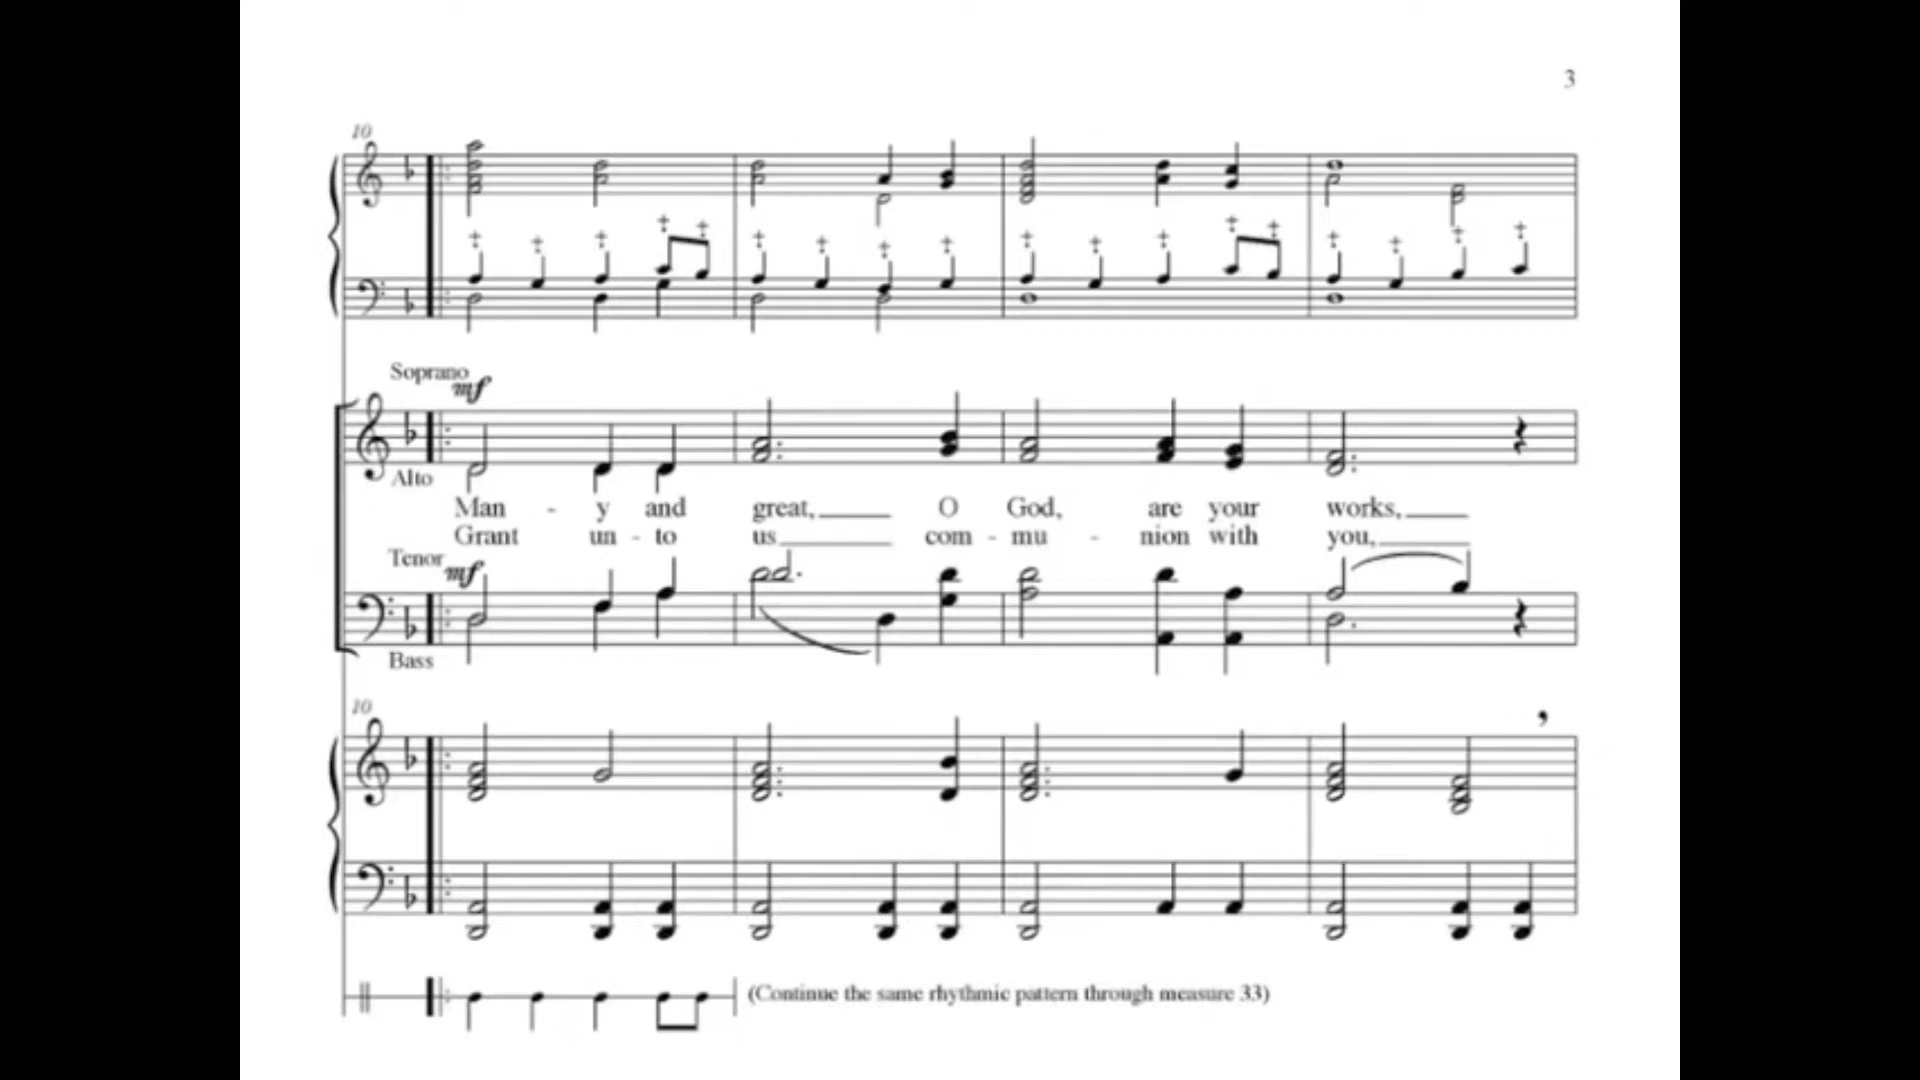 3
10
Soprano
mf
Alto
Man - y and great, O God, are your works,
Grant un - to us com - mu - nion with you,
Tenor
mf
Bass
10
(Continue the same rhythmic pattern through measure 33)